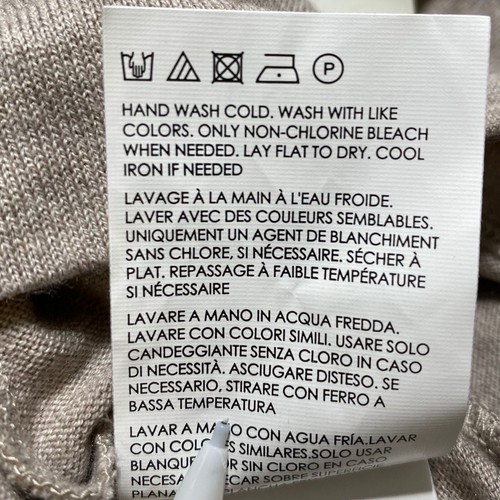 P
HAND WASH COLD. WASH WITH LIKE
COLORS. ONLY NON-CHLORINE BLEACH
WHEN NEEDED. LAY FLAT TO DRY. COOL
IRON IF NEEDED
LAVAGE À LA MAIN À L'EAU FROIDE.
LAVER AVEC DES COULEURS SEMBLABLES.
UNIQUEMENT UN AGENT DE BLANCHIMENT
SANS CHLORE, SI NÉCESSAIRE. SÉCHER À
PLAT. REPASSAGE À FAIBLE TEMPÉRATURE
SI NÉCESSAIRE
LAVARE A MANO IN ACQUA FREDDA.
LAVARE CON COLORI SIMILI. USARE SOLO
CANDEGGIANTE SENZA CLORO IN CASO
DI NECESSITÀ. ASCIUGARE DISTESO. SE
NECESSARIO, STIRARE CON FERRO A
BASSA TEMPERATURA
LAVAR A MANO CON AGUA FRÍA.LAVAR
CON COLORES SIMILARES.SOLO USAR
SIN CLORO EN CASO
SOBRE